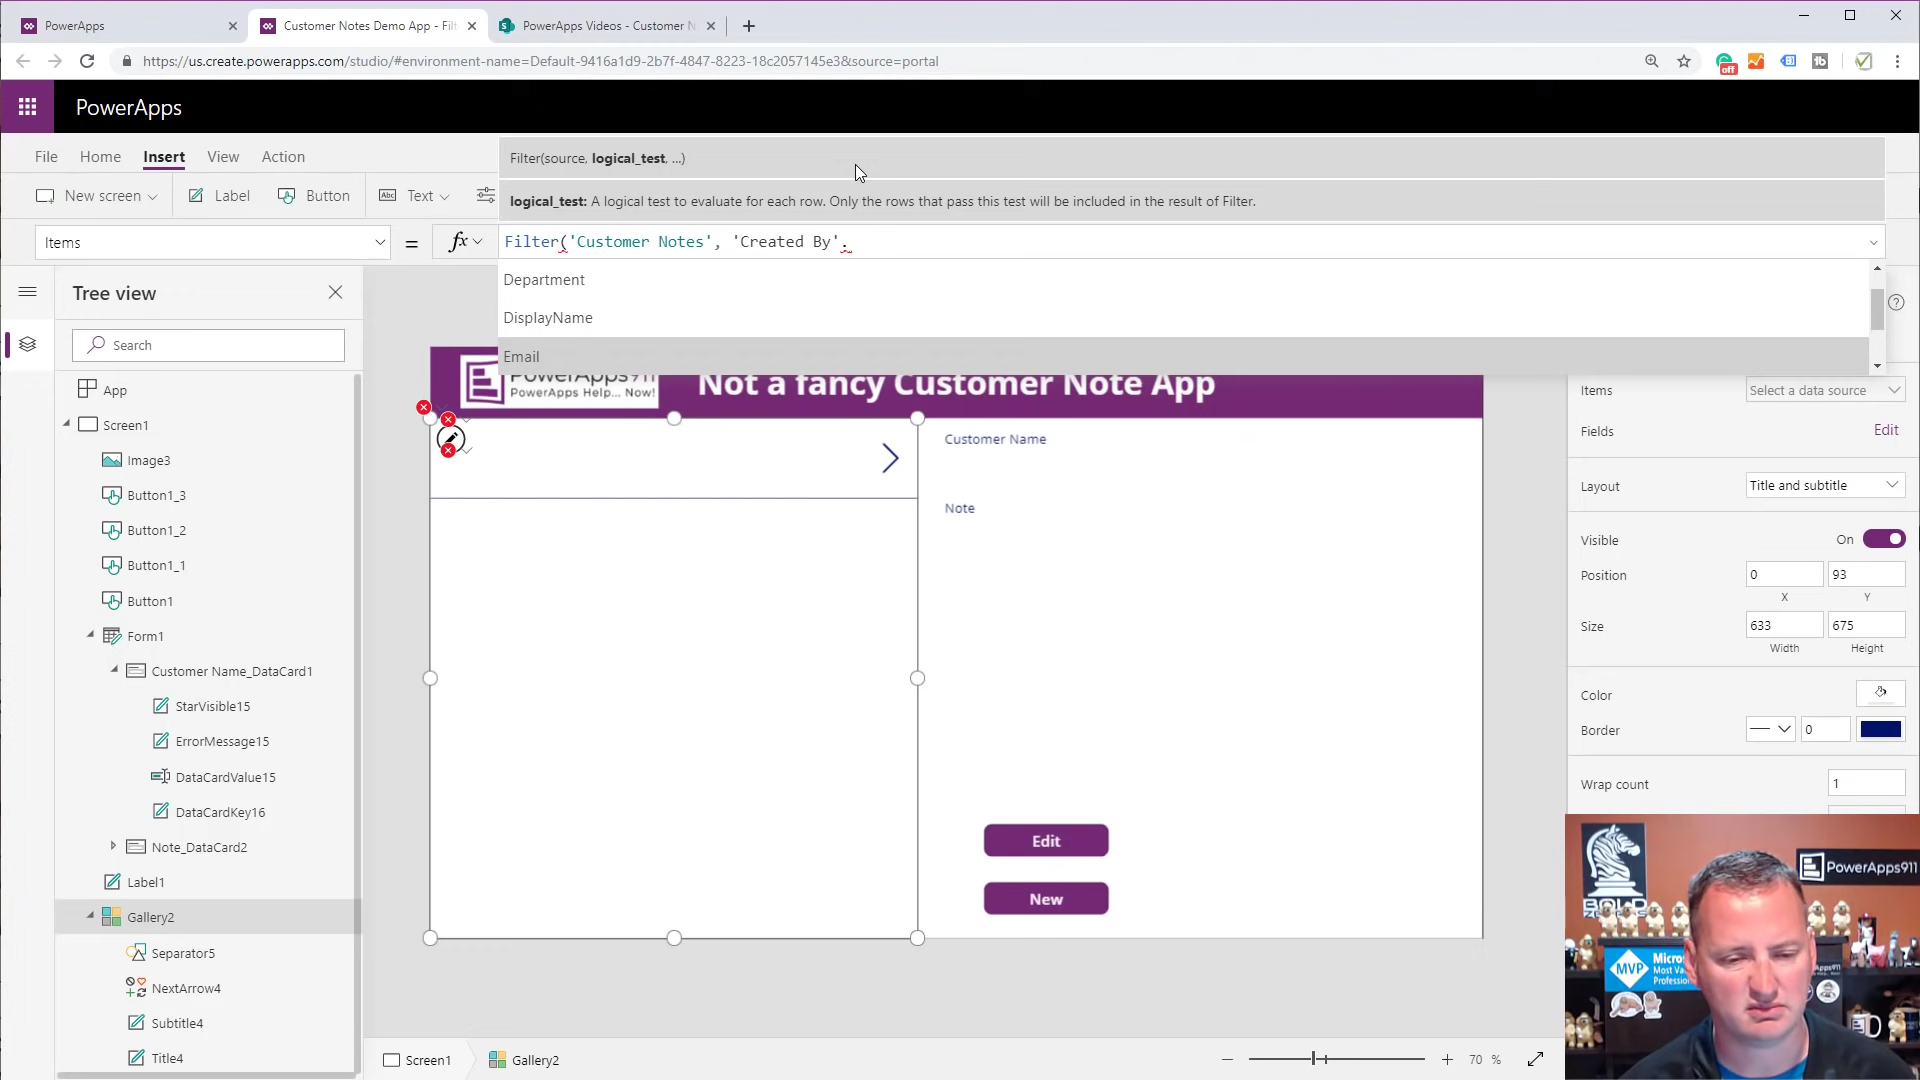 PowerApps
Customer Notes Demo App - Filt
PowerApps Videos - Customer N
https://us.create.powerapps.com/studio/#environment-name=Default-9416a1d9-2b7f-4847-8223-18c2057145e3&source=portal
off
PowerApps
File Home Insert View Action
New screen Label Button Abc Text
Filter(source, logical_test, ...)
logical_test: A logical test to evaluate for each row. Only the rows that pass this test will be included in the result of Filter.
Items = fx Filter('Customer Notes', 'Created By'.
Department
DisplayName
Email
Tree view
Search
App
Screen1
Image3
Button1_3
Button1_2
Button1_1
Button1
Form1
Customer Name_DataCard1
StarVisible15
ErrorMessage15
DataCardValue15
DataCardKey16
Note_DataCard2
Label1
Gallery2
Separator5
NextArrow4
Subtitle4
Title4
PowerApps911
PowerApps Help... Now!
Not a fancy Customer Note App
Customer Name
Note
Edit
New
Items Select a data source
Fields Edit
Layout Title and subtitle
Visible On
Position 0 93
X Y
Size 633 675
Width Height
Color
Border 0
Wrap count 1
PowerApps911
BOLD
MVP
Screen1 Gallery2
70 %